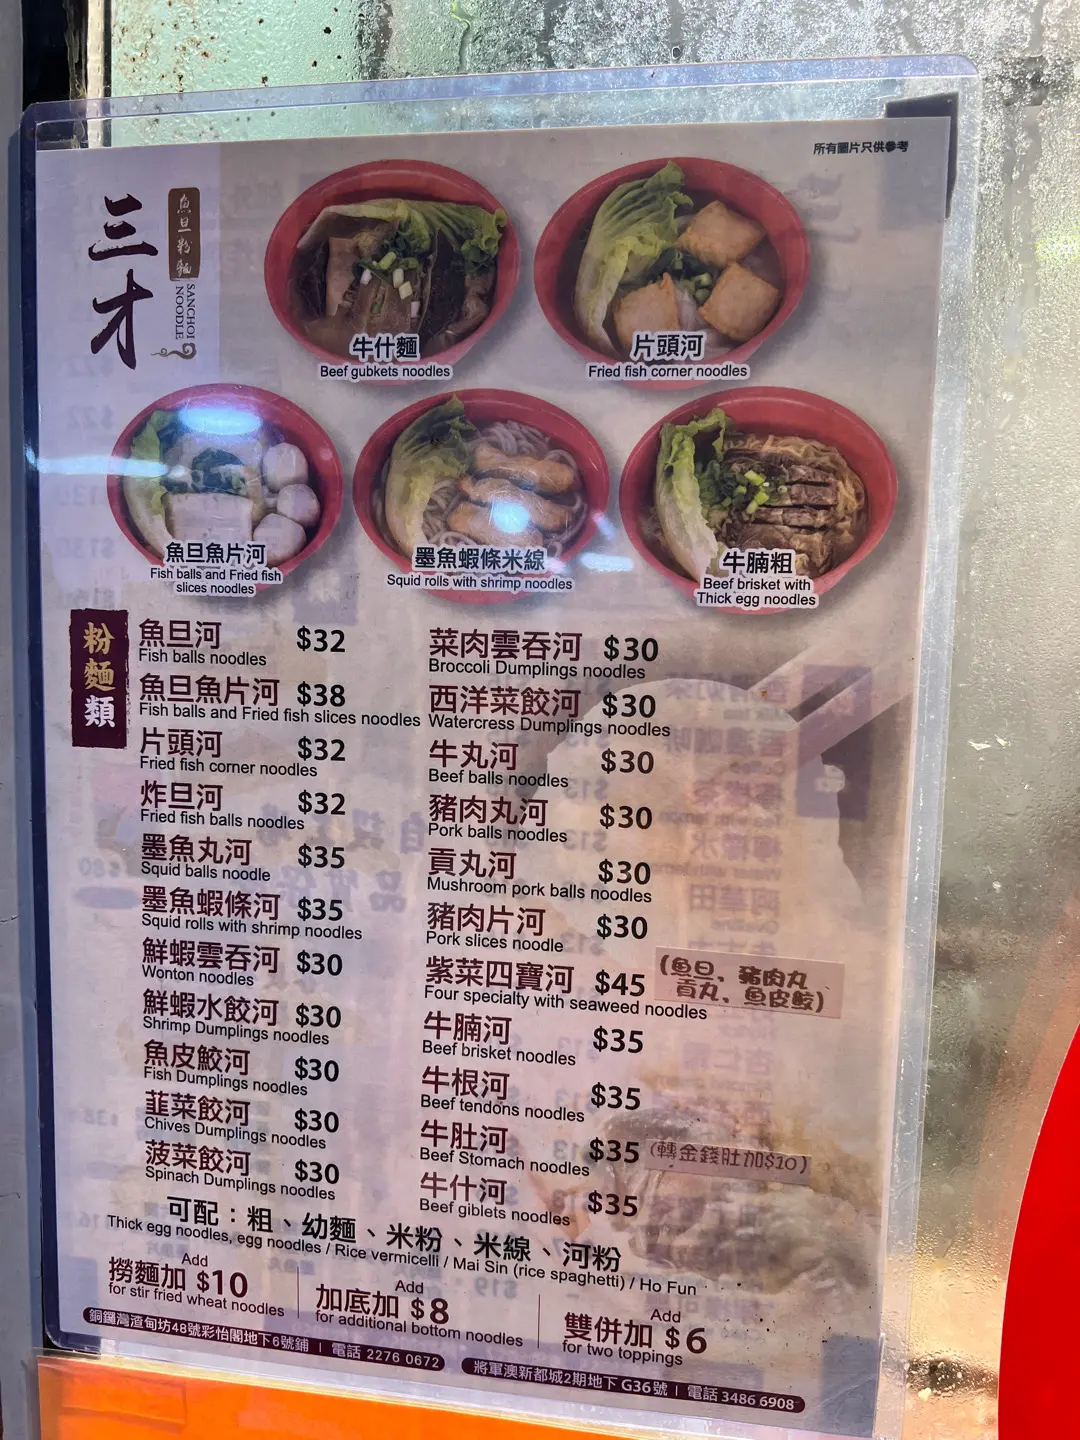 所有圖片只供參考
三才
魚旦粉麵
SANCHOI
NOODLE
牛什麵
Beef gubkets noodles
片頭河
Fried fish corner noodles
魚旦魚片河
Fish balls and Fried fish
slices noodles
墨魚蝦條米線
Squid rolls with shrimp noodles
牛腩粗
Beef brisket with
Thick egg noodles
粉麵類
魚旦河 $32
Fish balls noodles
魚旦魚片河 $38
Fish balls and Fried fish slices noodles
片頭河 $32
Fried fish corner noodles
炸旦河 $32
Fried fish balls noodles
墨魚丸河 $35
Squid balls noodle
墨魚蝦條河 $35
Squid rolls with shrimp noodles
鮮蝦雲吞河 $30
Wonton noodles
鮮蝦水餃河 $30
Shrimp Dumplings noodles
魚皮鮫河 $30
Fish Dumplings noodles
韮菜餃河 $30
Chives Dumplings noodles
菠菜餃河 $30
Spinach Dumplings noodles
菜肉雲吞河 $30
Broccoli Dumplings noodles
西洋菜餃河 $30
Watercress Dumplings noodles
牛丸河 $30
Beef balls noodles
豬肉丸河 $30
Pork balls noodles
貢丸河 $30
Mushroom pork balls noodles
豬肉片河 $30
Pork slices noodle
紫菜四寶河 $45 (魚旦、豬肉丸
貢丸、魚皮鮫)
Four specialty with seaweed noodles
牛腩河 $35
Beef brisket noodles
牛根河 $35
Beef tendons noodles
牛肚河 $35 (轉金錢肚加$10)
Beef Stomach noodles
牛什河 $35
Beef giblets noodles
可配：粗、幼麵、米粉、米線、河粉
Thick egg noodles, egg noodles / Rice vermicelli / Mai Sin (rice spaghetti) / Ho Fun
Add
撈麵加 $10
for stir fried wheat noodles
Add
加底加 $8
for additional bottom noodles
Add
雙併加 $6
for two toppings
銅鑼灣渣甸坊48號彩怡閣地下6號鋪 | 電話 2276 0672
將軍澳新都城2期地下G36號 | 電話 3486 6908